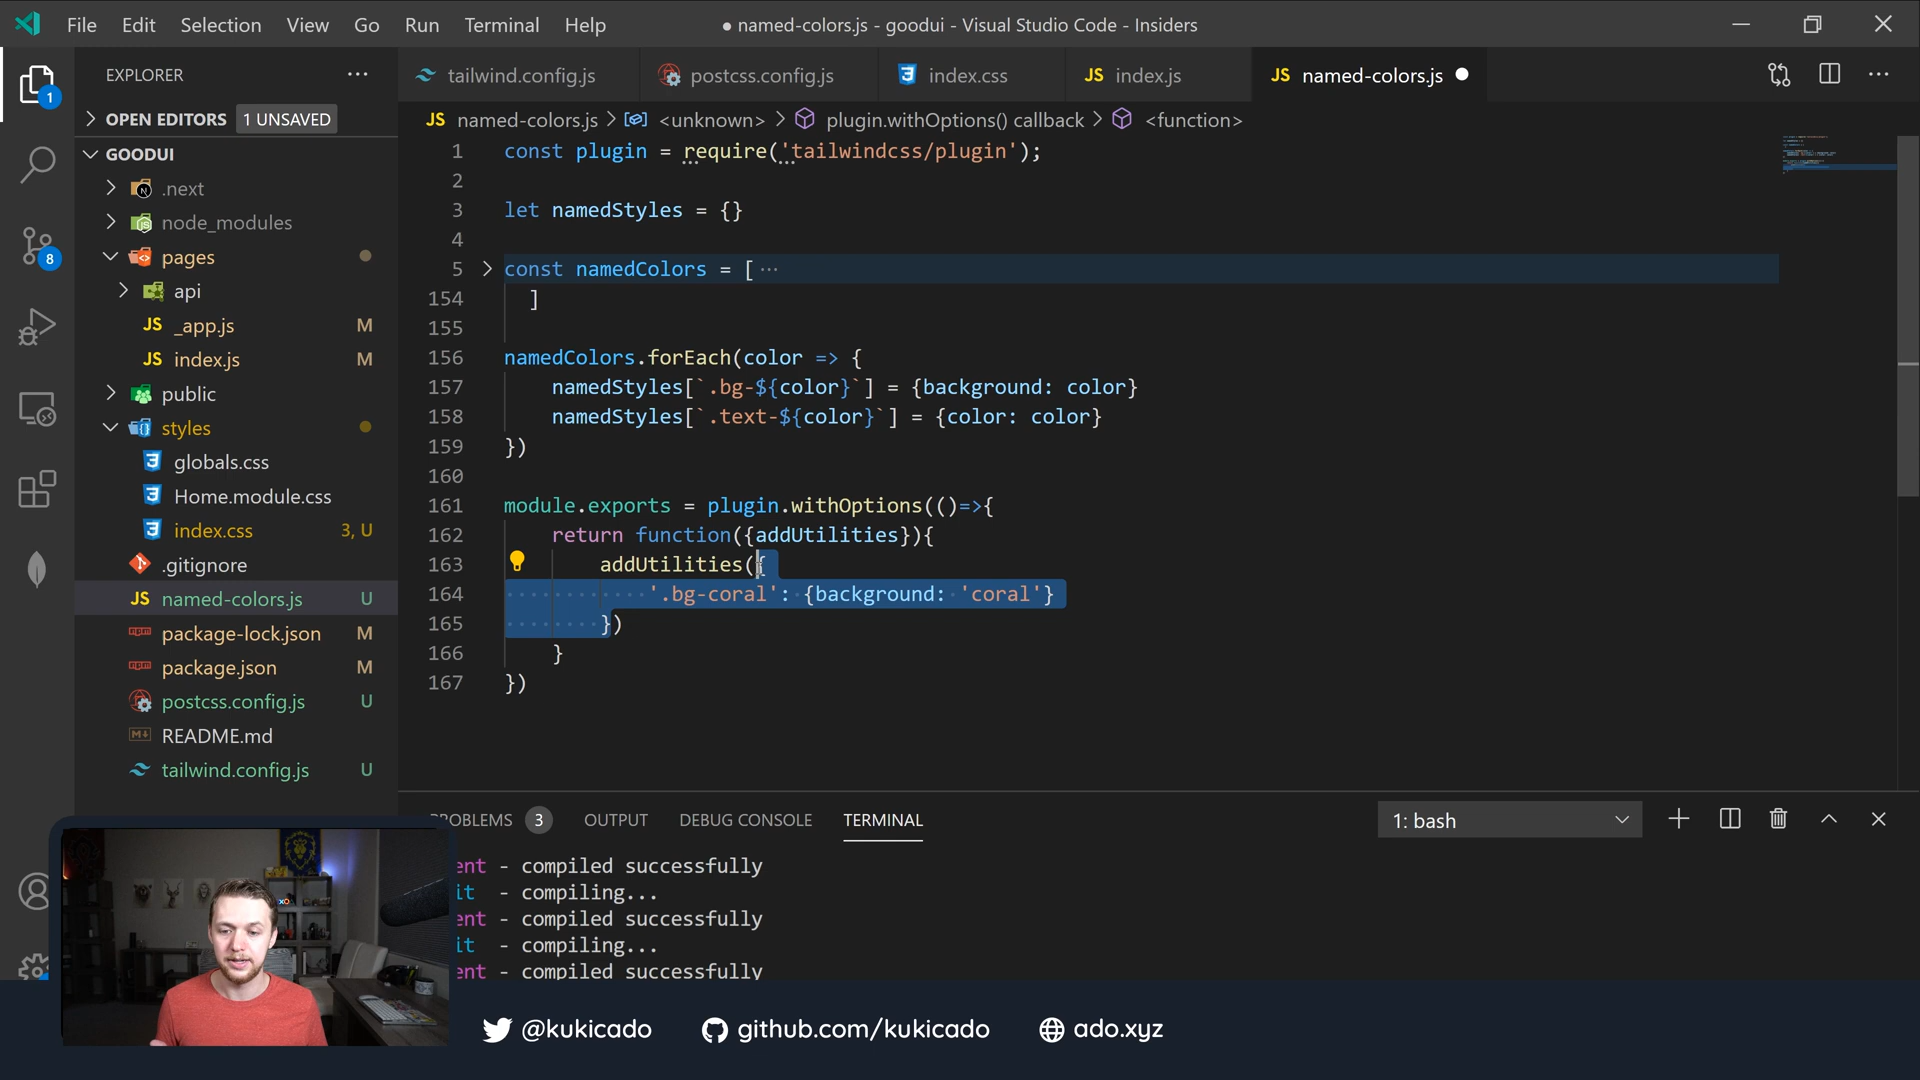 File Edit Selection View Go Run Terminal Help
● named-colors.js - goodui - Visual Studio Code - Insiders
EXPLORER
tailwind.config.js
postcss.config.js
index.css
JS index.js
JS named-colors.js
1
OPEN EDITORS 1 UNSAVED
JS named-colors.js > <unknown> > plugin.withOptions() callback > <function>
GOODUI
.next
node_modules
pages
api
JS _app.js M
JS index.js M
public
styles
globals.css
Home.module.css
index.css 3, U
.gitignore
JS named-colors.js U
package-lock.json M
package.json M
postcss.config.js U
README.md
tailwind.config.js U
8
1 const plugin = require('tailwindcss/plugin');
2
3 let namedStyles = {}
4
5 const namedColors = [ ···
154 ]
155
156 namedColors.forEach(color => {
157 namedStyles[`.bg-${color}`] = {background: color}
158 namedStyles[`.text-${color}`] = {color: color}
159 })
160
161 module.exports = plugin.withOptions(()=>{
162 return function({addUtilities}){
163 addUtilities({
164 '.bg-coral': {background: 'coral'}
165 })
166 }
167 })
PROBLEMS 3 OUTPUT DEBUG CONSOLE TERMINAL
1: bash
ent - compiled successfully
it - compiling...
ent - compiled successfully
it - compiling...
ent - compiled successfully
@kukicado
github.com/kukicado
ado.xyz